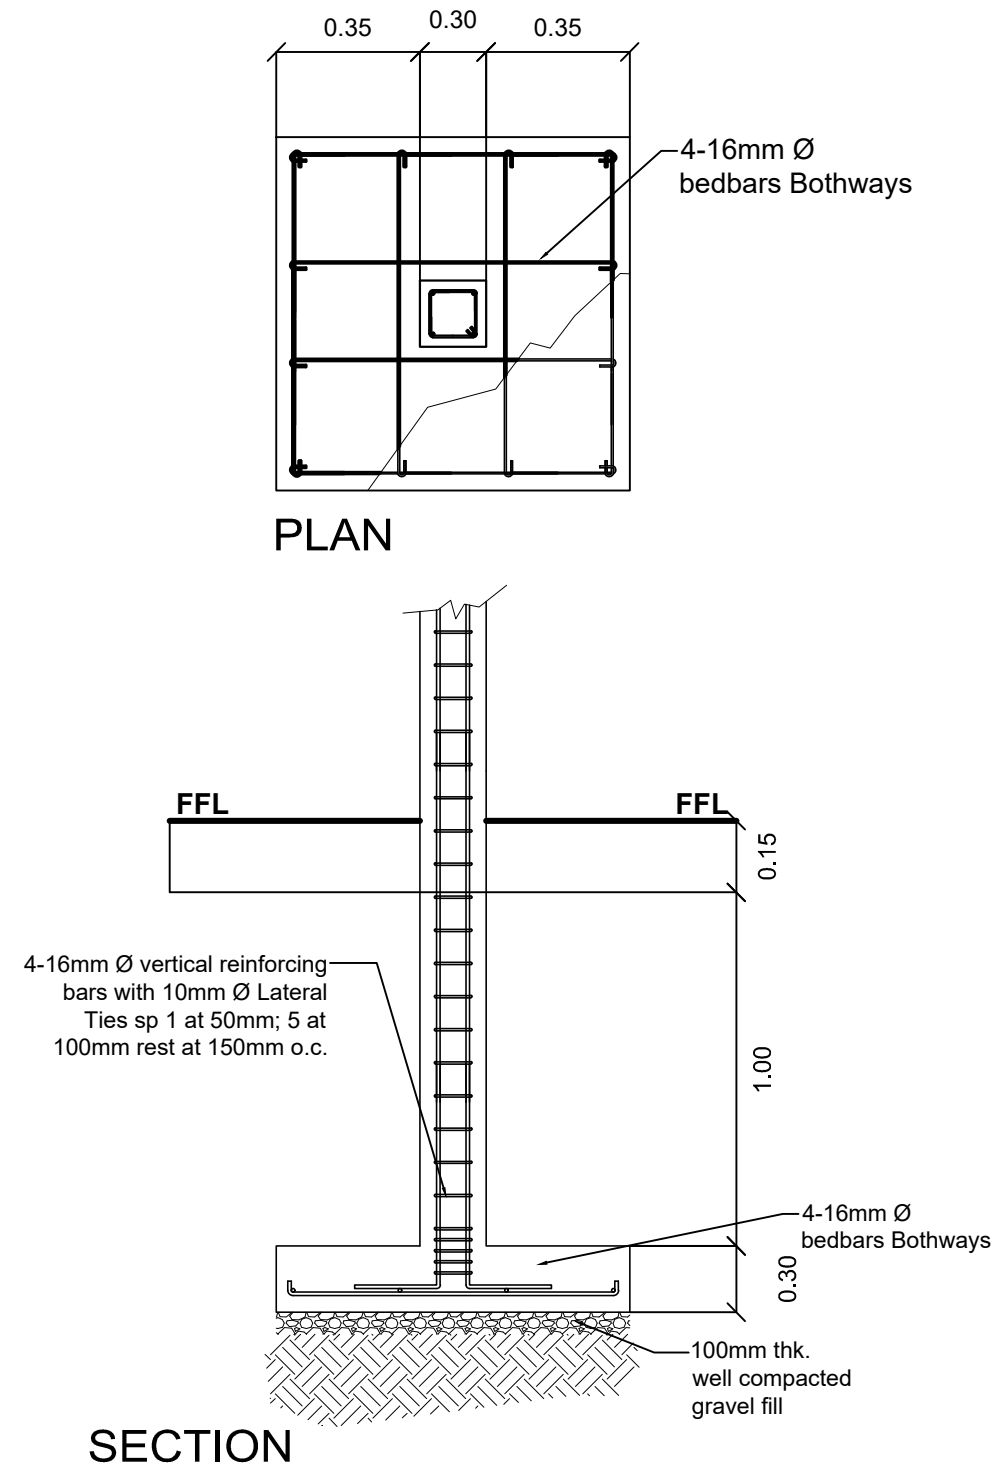 0.35
0.30
0.35
4-16mm Ø
bedbars Bothways
PLAN
FFL
FFL
0.15
4-16mm Ø vertical reinforcing
bars with 10mm Ø Lateral
Ties sp 1 at 50mm; 5 at
100mm rest at 150mm o.c.
1.00
4-16mm Ø
bedbars Bothways
0.30
100mm thk.
well compacted
gravel fill
SECTION